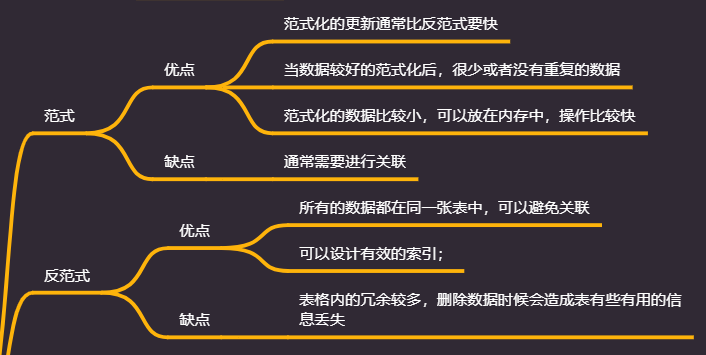 范式化的更新通常比反范式要快
优点
当数据较好的范式化后，很少或者没有重复的数据
范式
范式化的数据比较小，可以放在内存中，操作比较快
缺点
通常需要进行关联
所有的数据都在同一张表中，可以避免关联
优点
可以设计有效的索引；
反范式
表格内的冗余较多，删除数据时候会造成表有些有用的信
息丢失
缺点